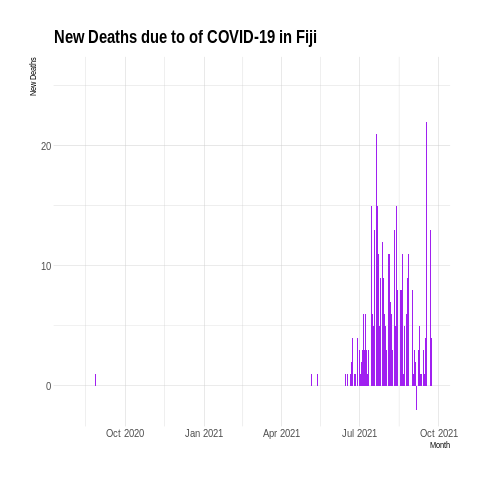 New Deaths due to of COVID-19 in Fiji
New Deaths
20
10
0
Oct 2020 Jan 2021 Apr 2021 Jul 2021 Oct 2021
Month